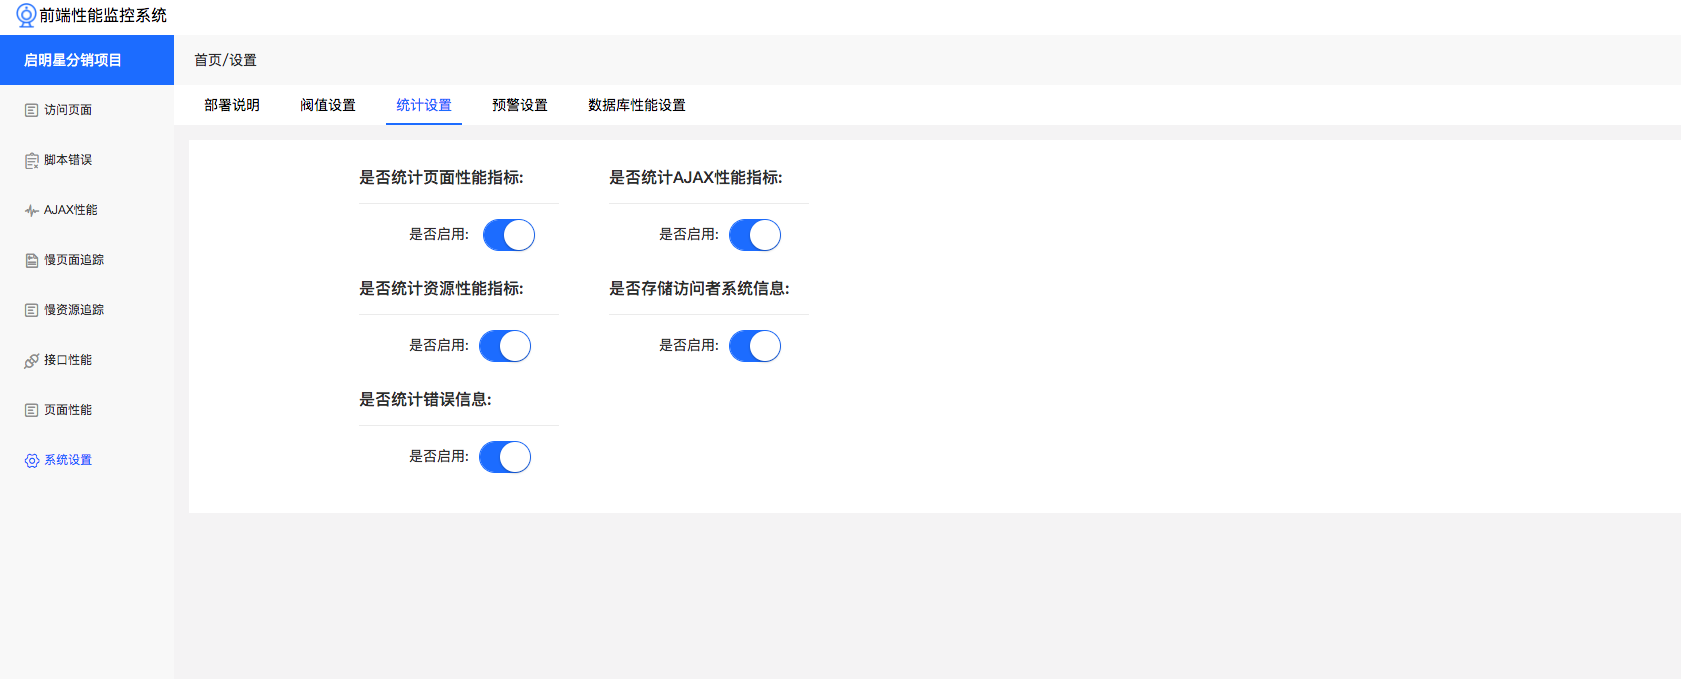 前端性能监控系统
启明星分销项目
首页/设置
访问页面
脚本错误
AJAX性能
慢页面追踪
慢资源追踪
接口性能
页面性能
系统设置
部署说明 阀值设置 统计设置 预警设置 数据库性能设置
是否统计页面性能指标: 是否统计AJAX性能指标:
是否启用: 是否启用:
是否统计资源性能指标: 是否存储访问者系统信息:
是否启用: 是否启用:
是否统计错误信息:
是否启用: